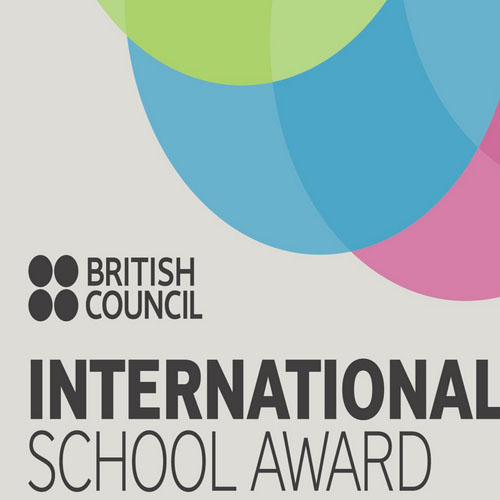 BRITISH
COUNCIL
INTERNATIONAL
SCHOOL AWARD